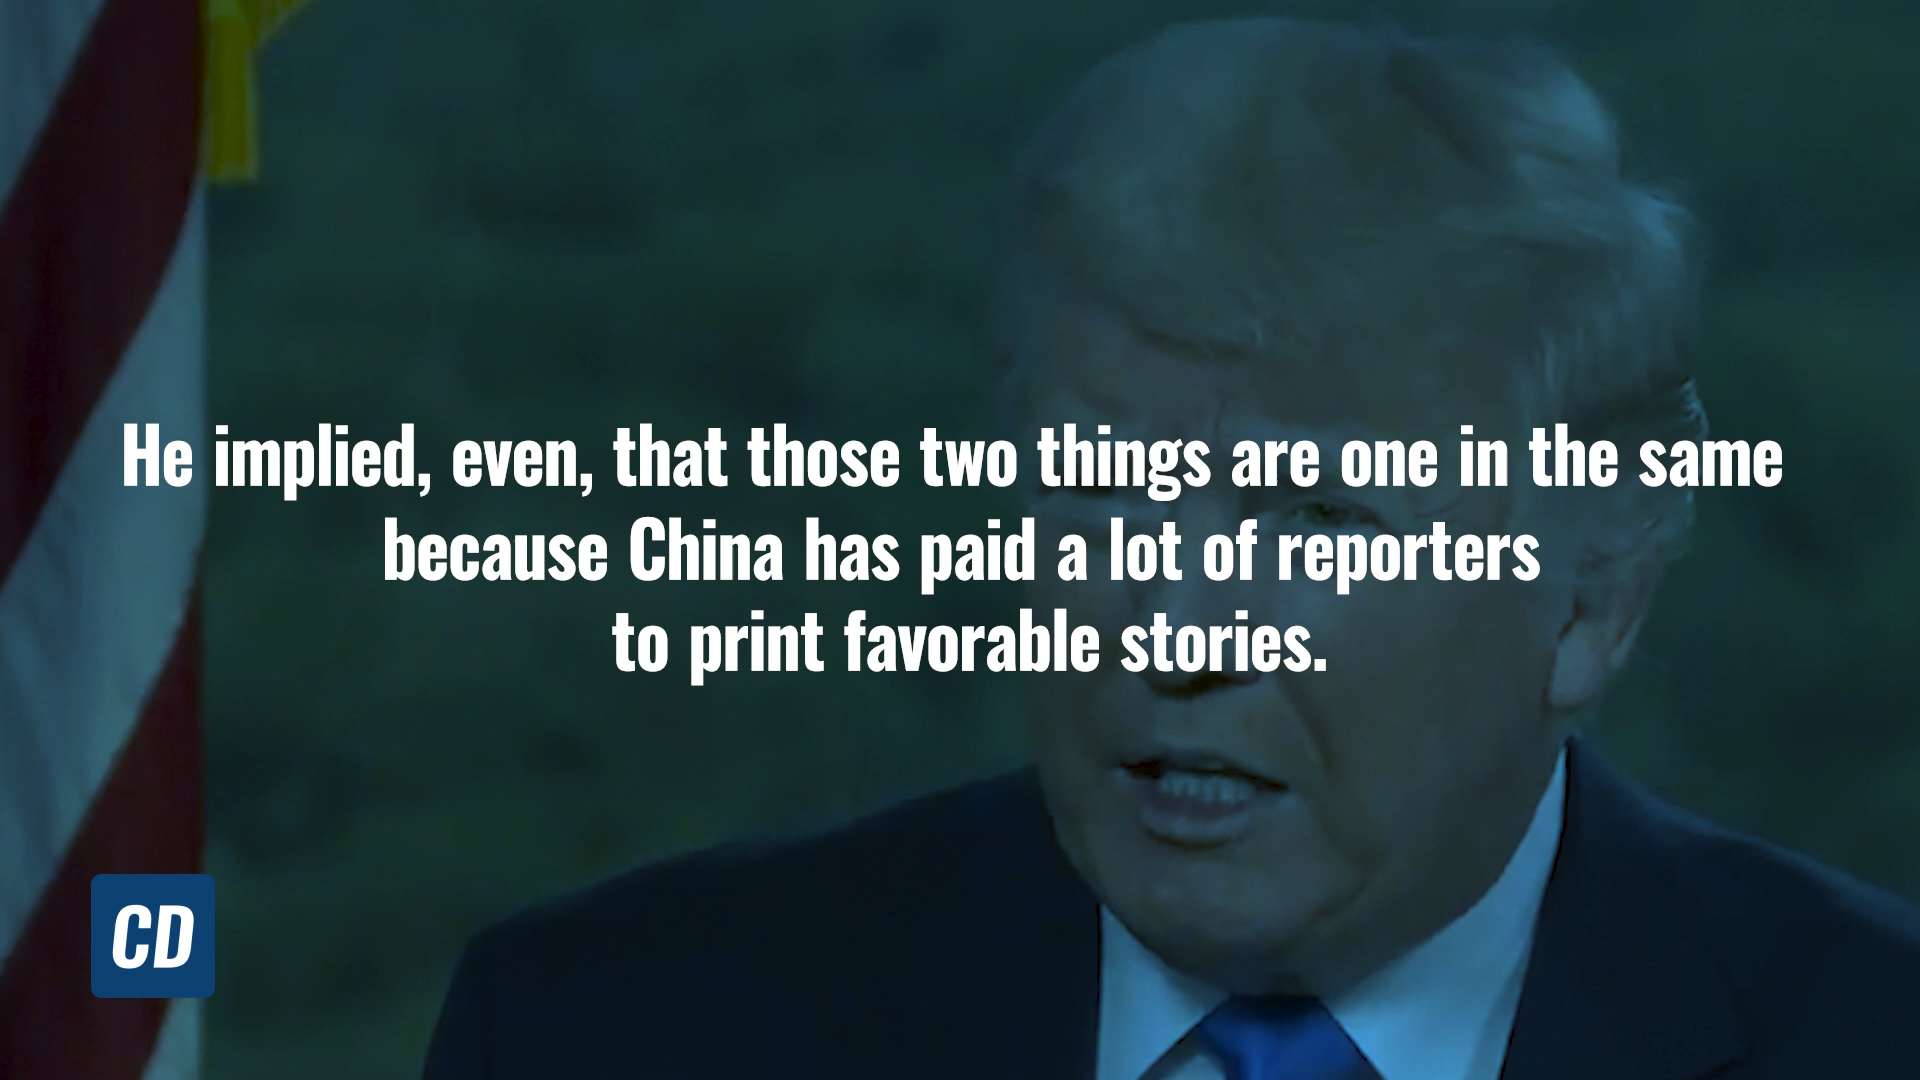 He implied, even, that those two things are one in the same
because China has paid a lot of reporters
to print favorable stories.
CD